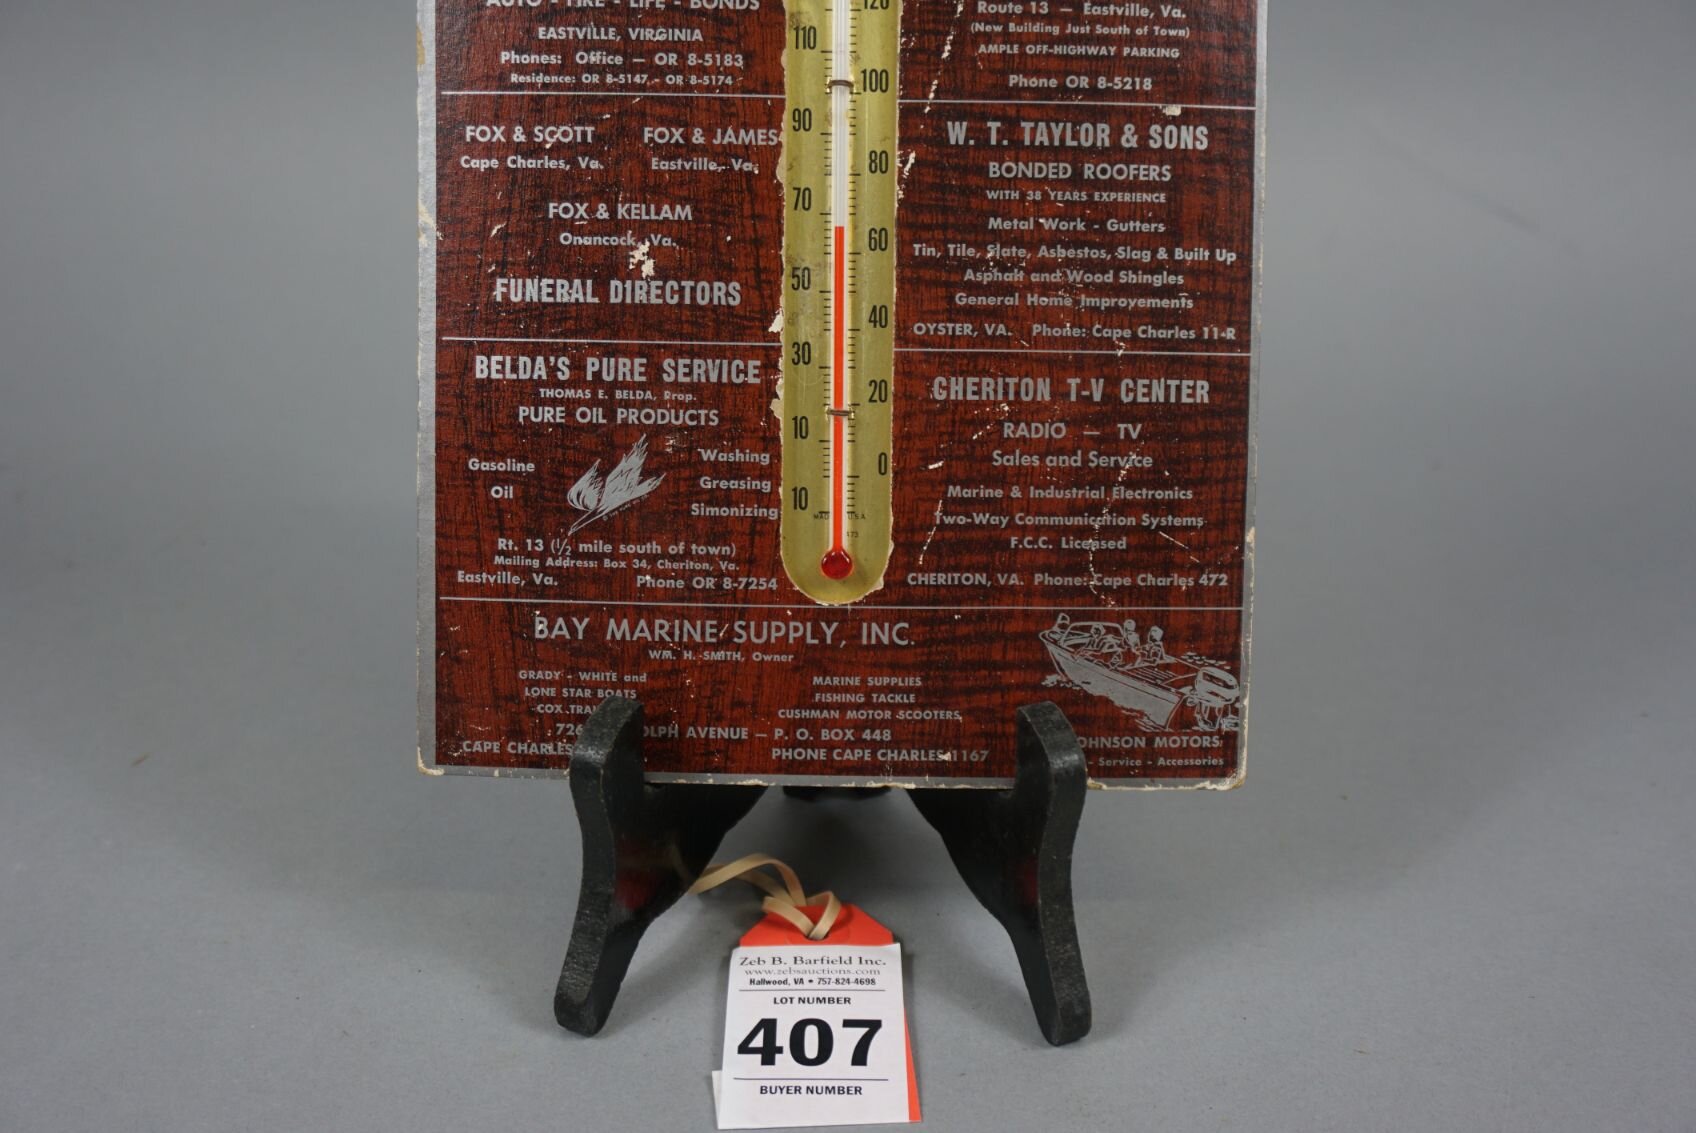 AUTO - FIRE - LIFE - BONDS
EASTVILLE, VIRGINIA
Phones: Office — OR 8-5183
Residence: OR 8-5147 - OR 8-5174
Route 13 — Eastville, Va.
(New Building Just South of Town)
AMPLE OFF-HIGHWAY PARKING
Phone OR 8-5218
FOX & SCOTT FOX & JAMES
Cape Charles, Va. Eastville, Va.
FOX & KELLAM
Onancock, Va.
FUNERAL DIRECTORS
W. T. TAYLOR & SONS
BONDED ROOFERS
WITH 38 YEARS EXPERIENCE
Metal Work - Gutters
Tin, Tile, Slate, Asbestos, Slag & Built Up
Asphalt and Wood Shingles
General Home Improvements
OYSTER, VA. Phone: Cape Charles 11-R
BELDA'S PURE SERVICE
THOMAS E. BELDA, Prop.
PURE OIL PRODUCTS
Gasoline
Oil
Washing
Greasing
Simonizing
Rt. 13 (1/2 mile south of town)
Mailing Address: Box 34, Cheriton, Va.
Eastville, Va. Phone OR 8-7254
CHERITON T-V CENTER
RADIO — TV
Sales and Service
Marine & Industrial Electronics
Two-Way Communication Systems
F.C.C. Licensed
CHERITON, VA. Phone: Cape Charles 472
120
110
100
90
80
70
60
50
40
30
20
10
0
10
MADE USA
173
BAY MARINE SUPPLY, INC.
WM. H. SMITH, Owner
GRADY - WHITE and
LONE STAR BOATS
COX TRA
MARINE SUPPLIES
FISHING TACKLE
CUSHMAN MOTOR SCOOTERS
726 OLPH AVENUE — P. O. BOX 448
CAPE CHARLES PHONE CAPE CHARLES 1167
OHNSON MOTORS
- Service - Accessories
Zeb B. Barfield Inc.
www.zebsauctions.com
Hallwood, VA • 757-824-4698
LOT NUMBER
407
BUYER NUMBER